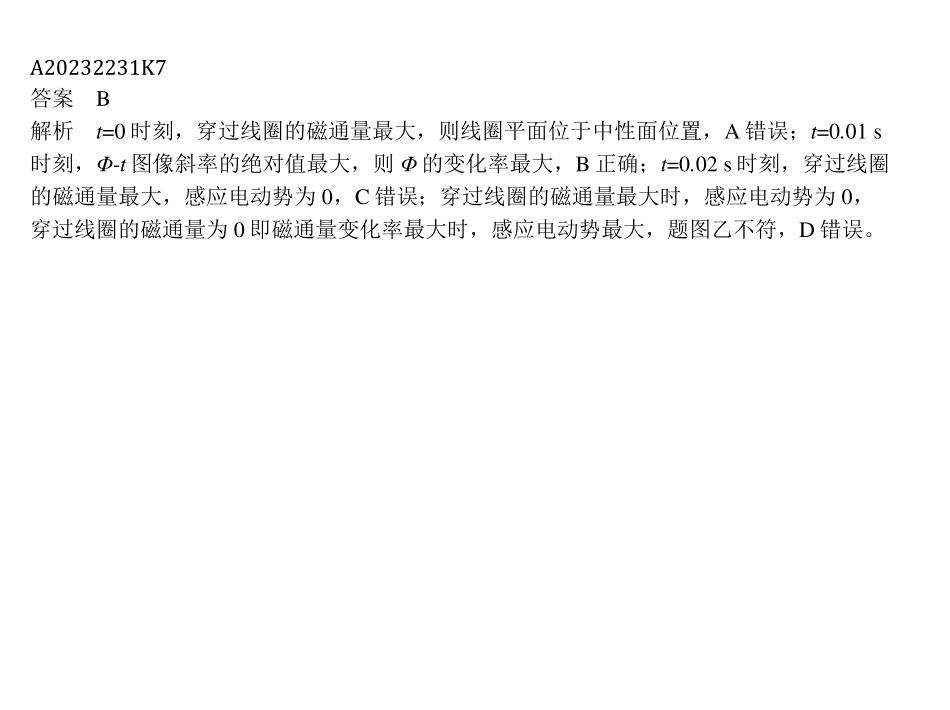 A20232231K7
答案　B
解析　t=0 时刻，穿过线圈的磁通量最大，则线圈平面位于中性面位置，A 错误；t=0.01 s
时刻，Φ-t 图像斜率的绝对值最大，则 Φ 的变化率最大，B 正确；t=0.02 s 时刻，穿过线圈
的磁通量最大，感应电动势为 0，C 错误；穿过线圈的磁通量最大时，感应电动势为 0，
穿过线圈的磁通量为 0 即磁通量变化率最大时，感应电动势最大，题图乙不符，D 错误。